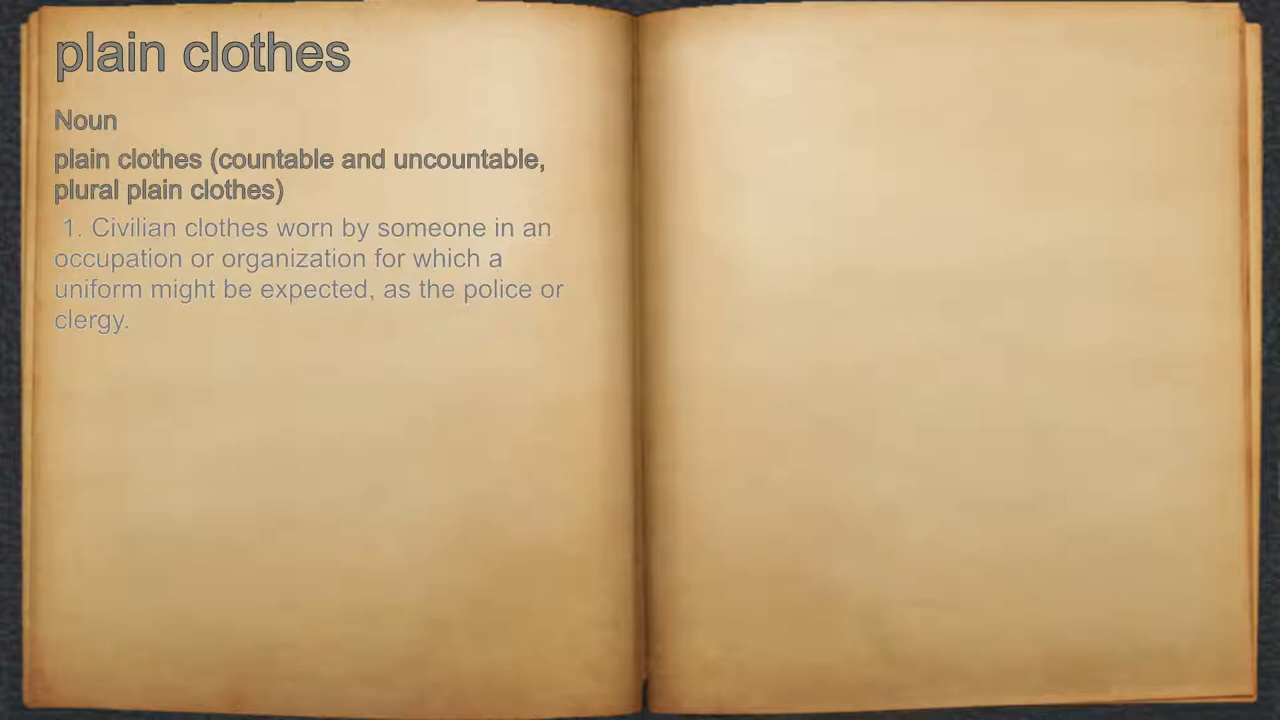 plain clothes
Noun
plain clothes (countable and uncountable,
plural plain clothes)
1. Civilian clothes worn by someone in an
occupation or organization for which a
uniform might be expected, as the police or
clergy.